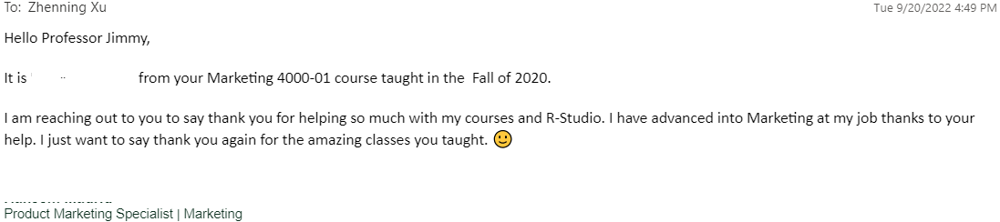 To: Zhenning Xu
Tue 9/20/2022 4:49 PM
Hello Professor Jimmy,
It is from your Marketing 4000-01 course taught in the Fall of 2020.
I am reaching out to you to say thank you for helping so much with my courses and R-Studio. I have advanced into Marketing at my job thanks to your
help. I just want to say thank you again for the amazing classes you taught. 🙂
Product Marketing Specialist | Marketing